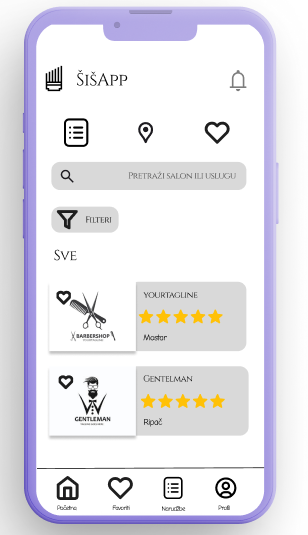 ŠišApp
Pretraži salon ili uslugu
Filteri
Sve
yourtagline
BARBERSHOP
Mostar
Gentelman
GENTLEMAN
Ripač
Početna
Favoriti
Narudžbe
Profil